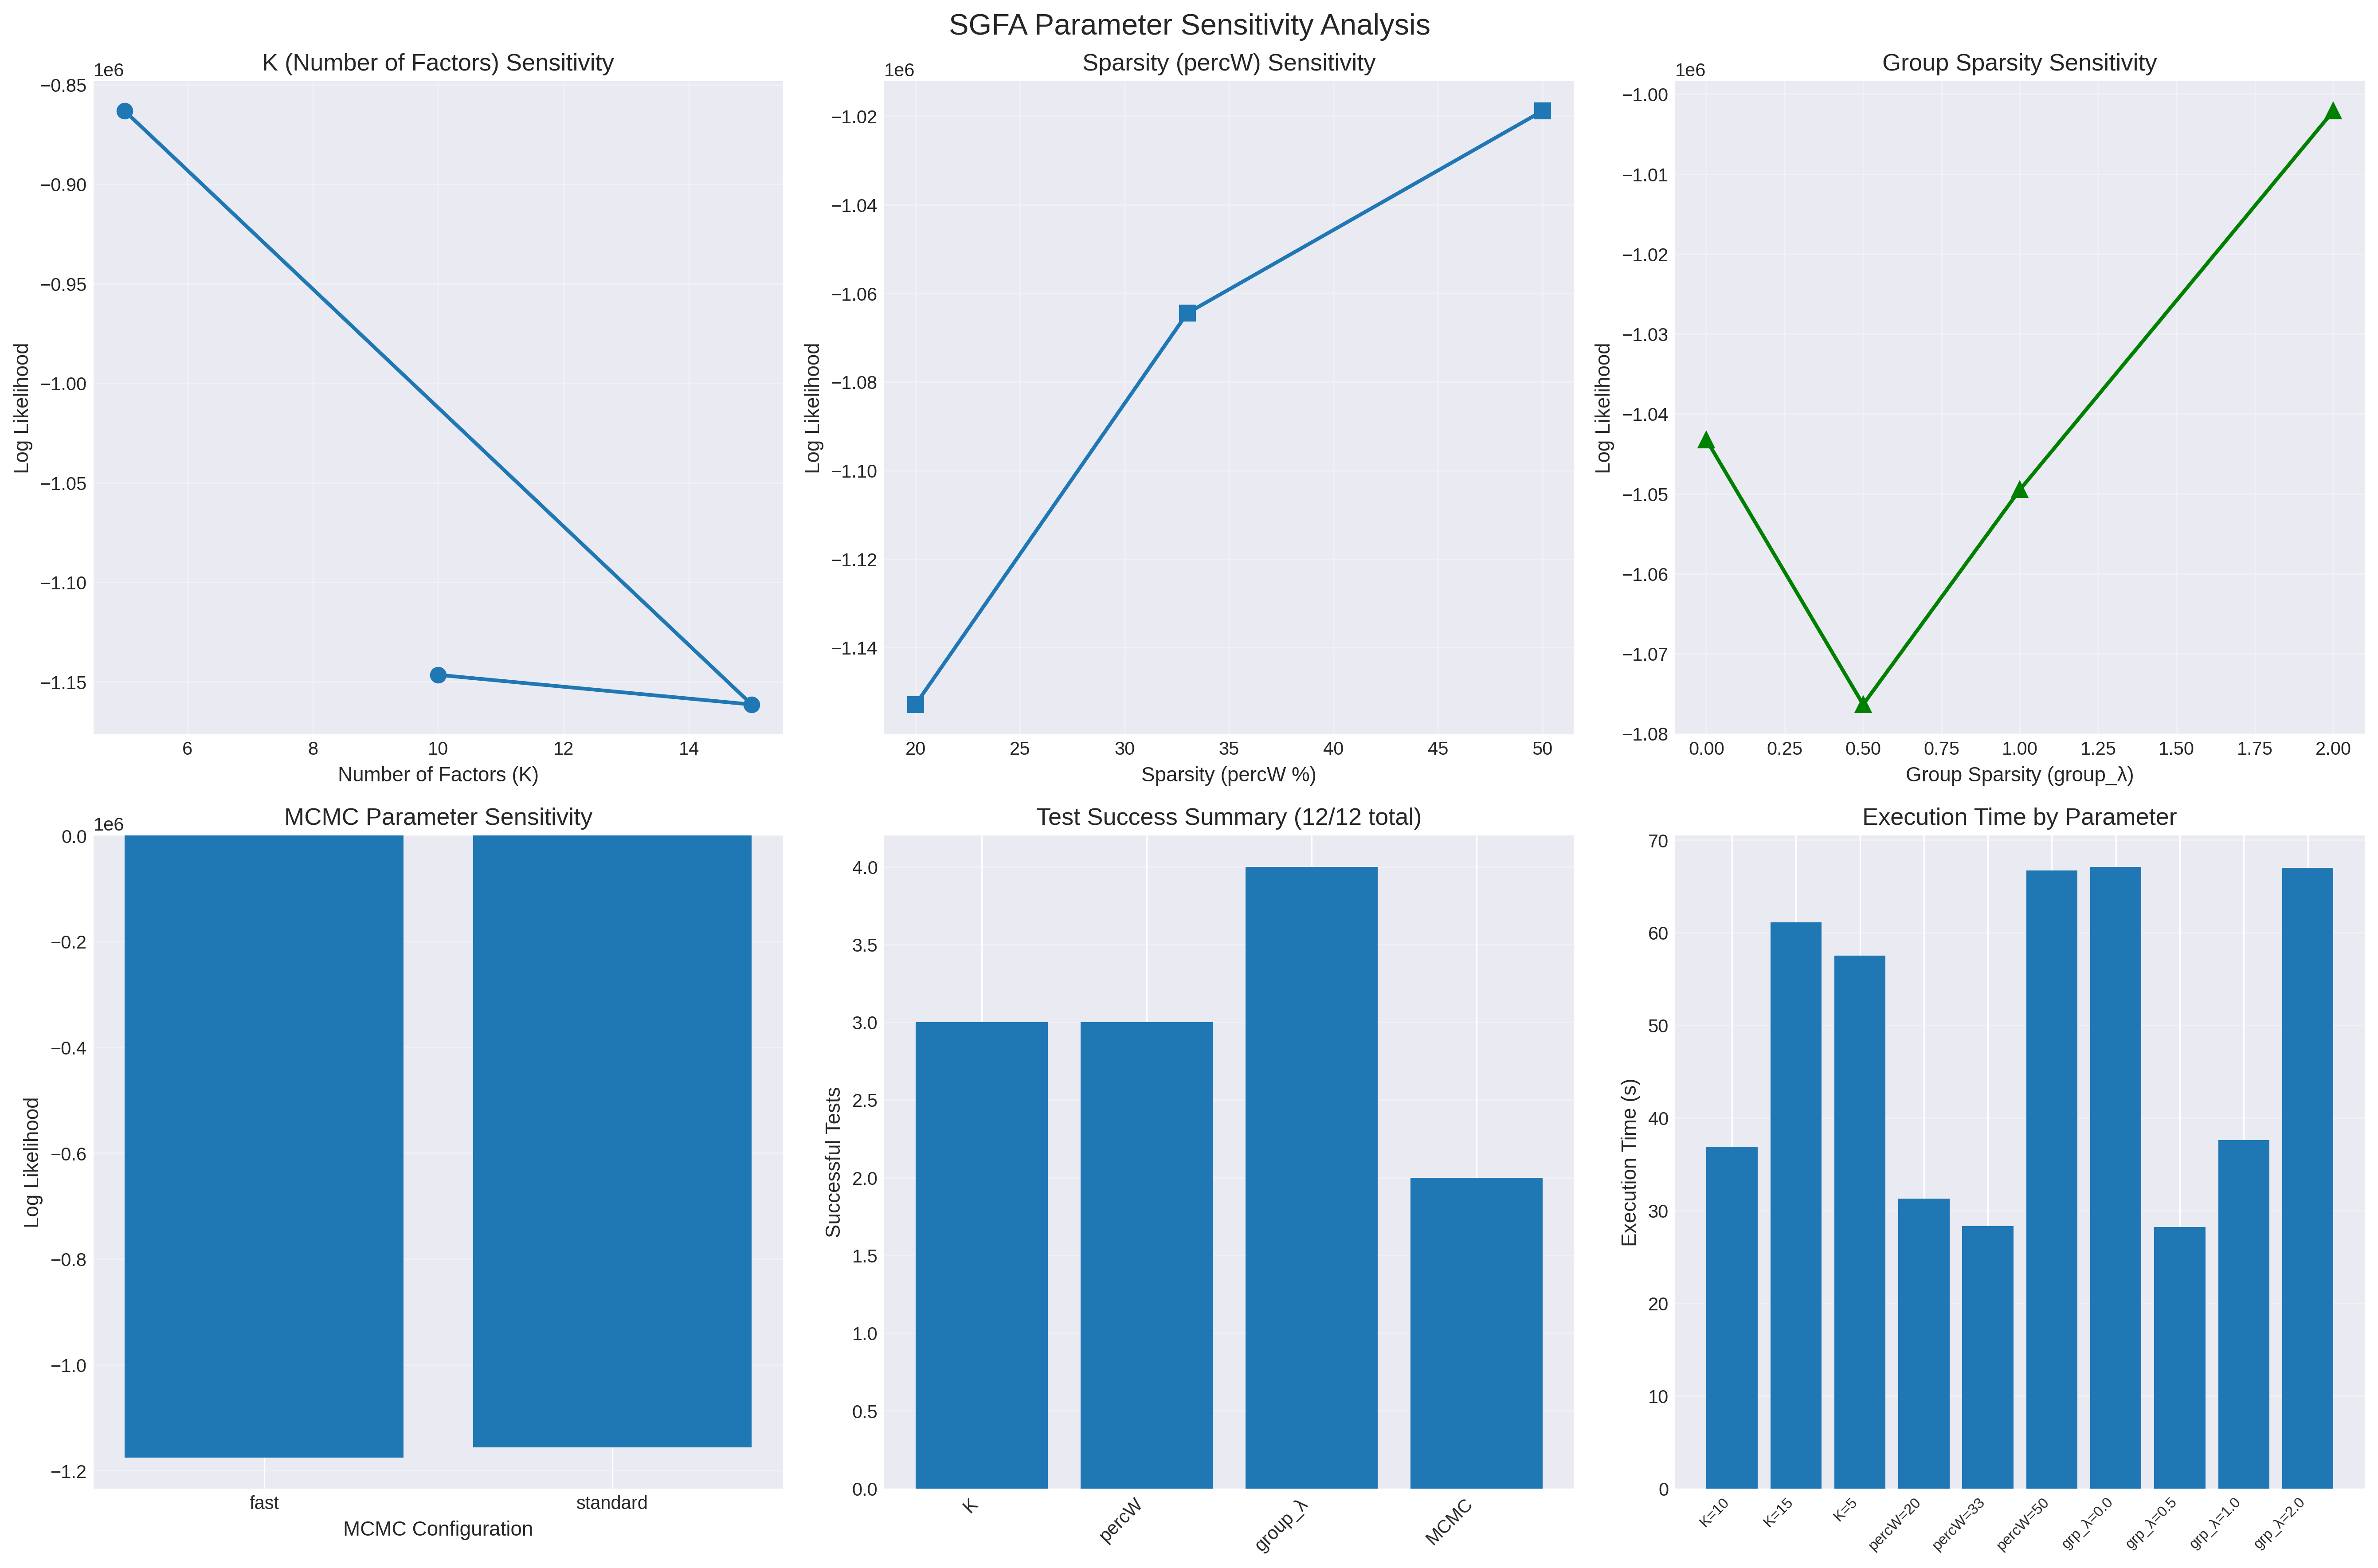 SGFA Parameter Sensitivity Analysis
K (Number of Factors) Sensitivity
1e6
−0.85
−0.90
−0.95
−1.00
−1.05
−1.10
−1.15
Log Likelihood
6 8 10 12 14
Number of Factors (K)
Sparsity (percW) Sensitivity
1e6
−1.02
−1.04
−1.06
−1.08
−1.10
−1.12
−1.14
Log Likelihood
20 25 30 35 40 45 50
Sparsity (percW %)
Group Sparsity Sensitivity
1e6
−1.00
−1.01
−1.02
−1.03
−1.04
−1.05
−1.06
−1.07
−1.08
Log Likelihood
0.00 0.25 0.50 0.75 1.00 1.25 1.50 1.75 2.00
Group Sparsity (group_λ)
MCMC Parameter Sensitivity
1e6
0.0
−0.2
−0.4
−0.6
−0.8
−1.0
−1.2
Log Likelihood
fast standard
MCMC Configuration
Test Success Summary (12/12 total)
4.0
3.5
3.0
2.5
2.0
1.5
1.0
0.5
0.0
Successful Tests
K percW group_λ MCMC
Execution Time by Parameter
70
60
50
40
30
20
10
0
Execution Time (s)
K=10 K=15 K=5 percW=20 percW=33 percW=50 grp_λ=0.0 grp_λ=0.5 grp_λ=1.0 grp_λ=2.0